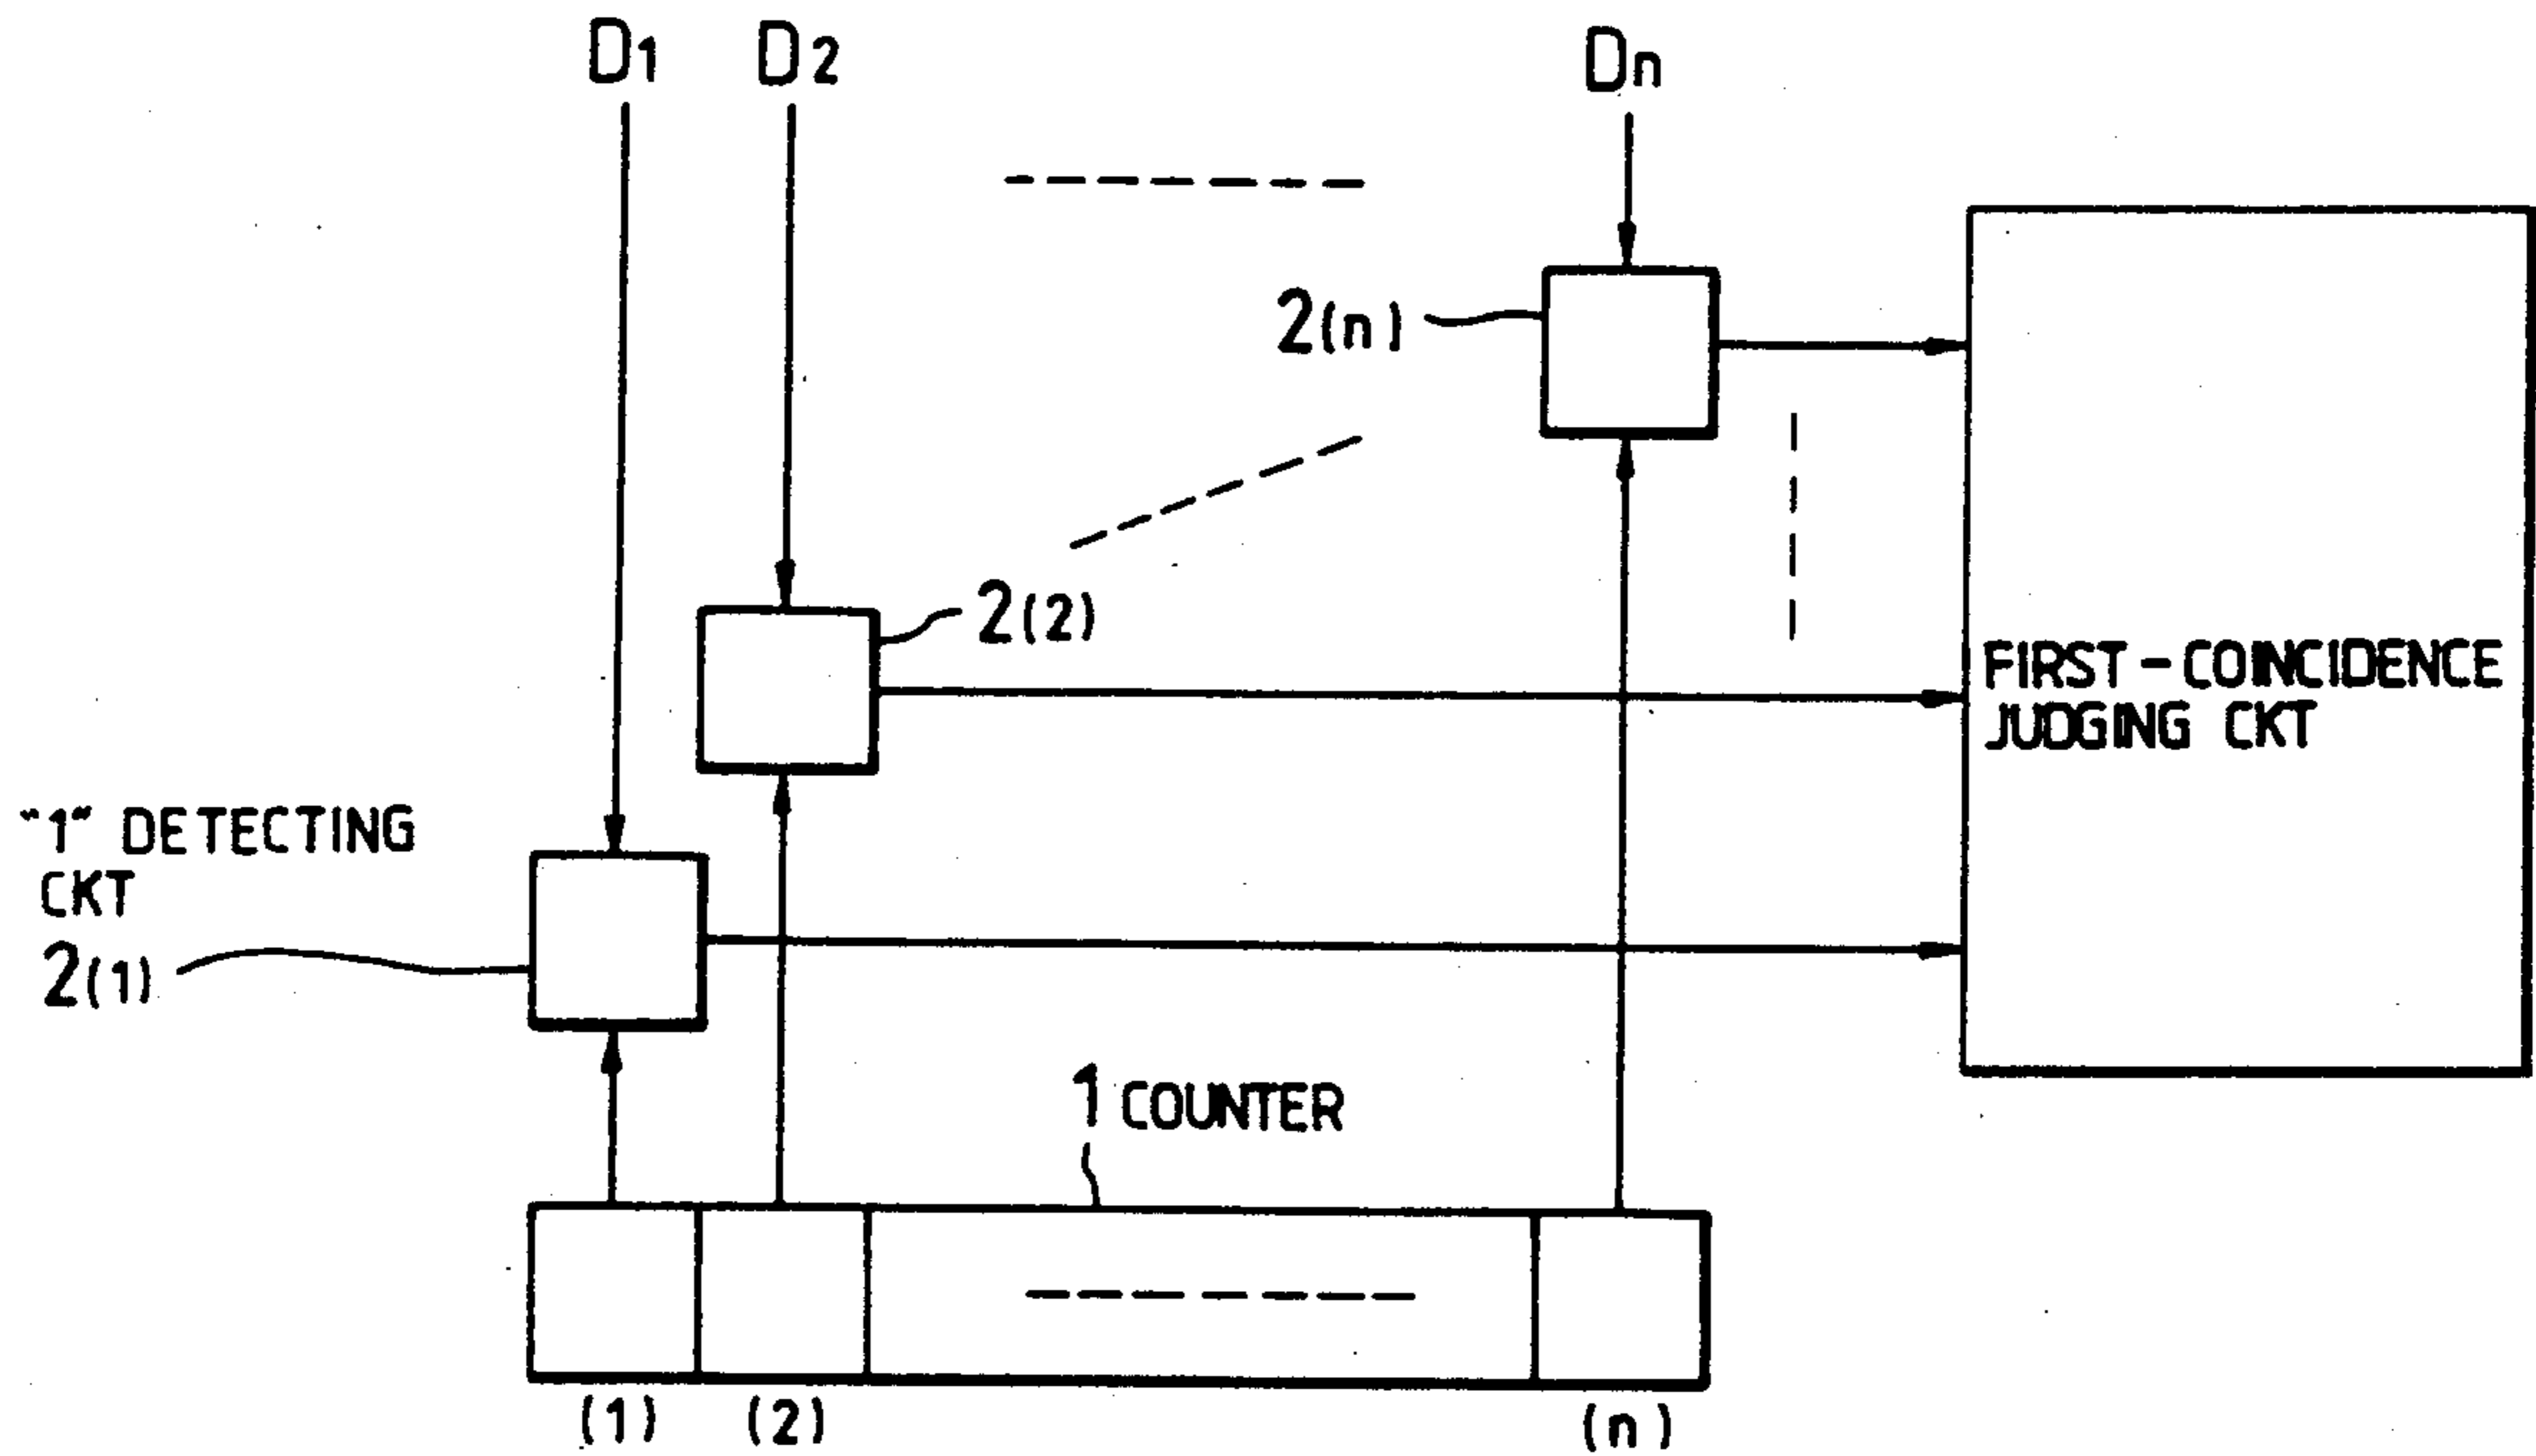 D1 D2 Dn
2(n)
2(2)
FIRST-COINCIDENCE
JUDGING CKT
"1" DETECTING
CKT
2(1)
1 COUNTER
(1) (2) (n)